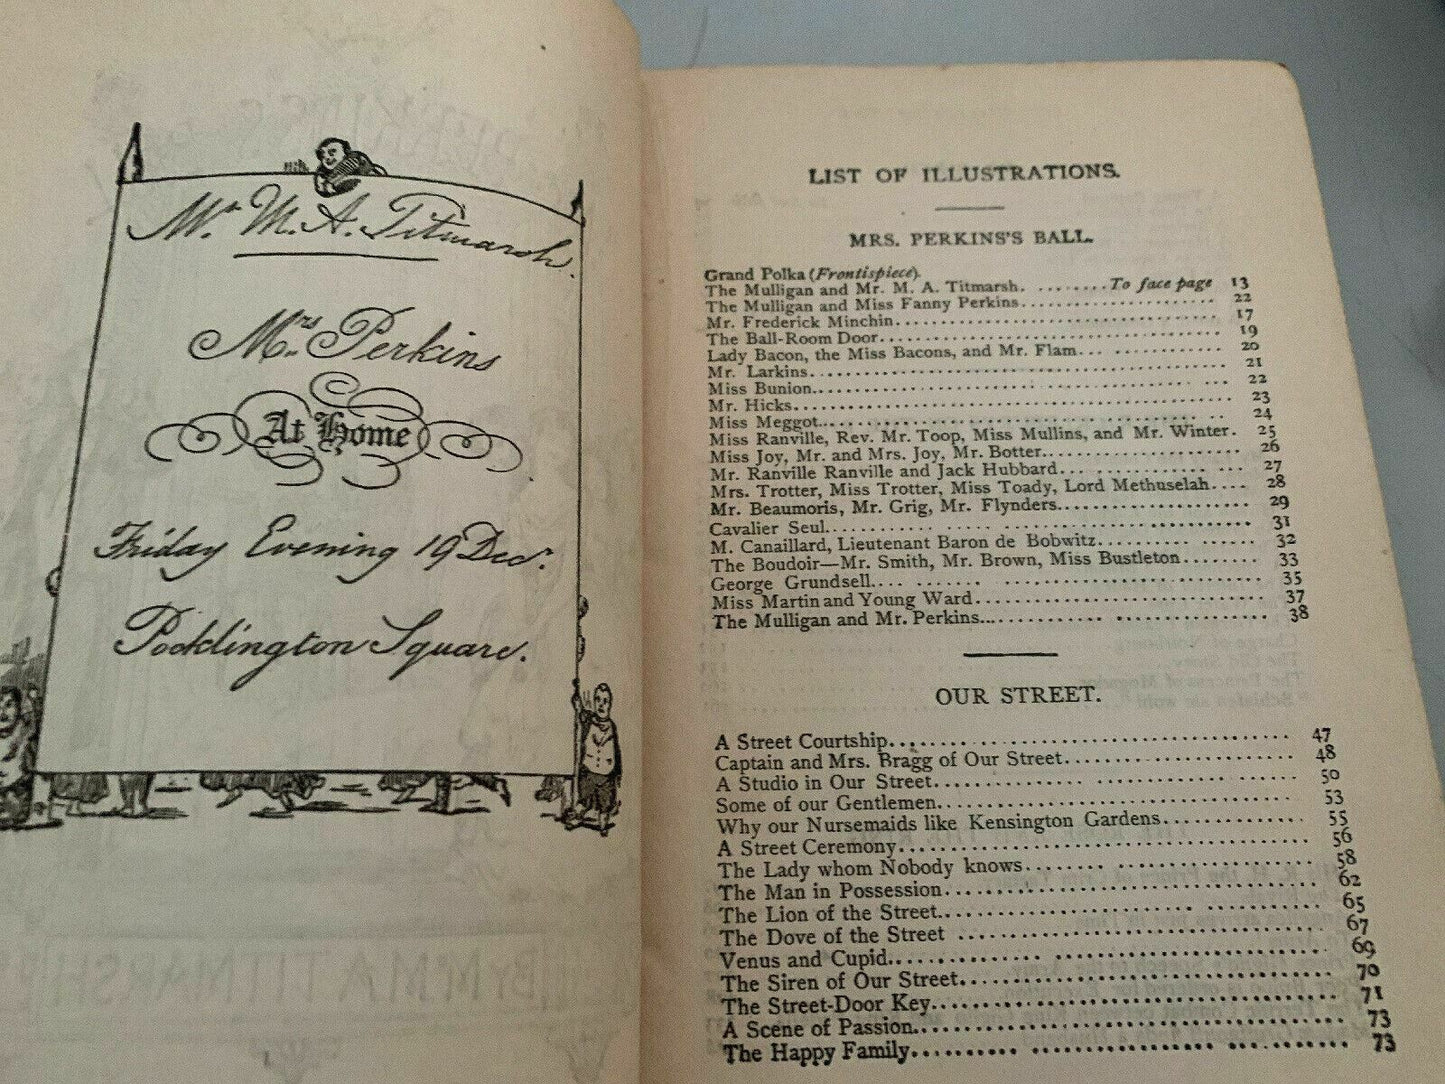 Mr. M. A. Titmarsh.
Mrs Perkins
At Home
Friday Evening 19 Decr.
Pocklington Square.
LIST OF ILLUSTRATIONS.
MRS. PERKINS'S BALL.
Grand Polka (Frontispiece).
The Mulligan and Mr. M. A. Titmarsh. ........To face page 13
The Mulligan and Miss Fanny Perkins........................ 22
Mr. Frederick Minchin........................ 17
The Ball-Room Door........................ 19
Lady Bacon, the Miss Bacons, and Mr. Flam... ............. 20
Mr. Larkins........................ 21
Miss Bunion........................ 22
Mr. Hicks........................ 23
Miss Meggot........................ 24
Miss Ranville, Rev. Mr. Toop, Miss Mullins, and Mr. Winter. 25
Miss Joy, Mr. and Mrs. Joy, Mr. Botter........................ 26
Mr. Ranville Ranville and Jack Hubbard... ............. ... 27
Mrs. Trotter, Miss Trotter, Miss Toady, Lord Methuselah.... 28
Mr. Beaumoris, Mr. Grig, Mr. Flynders........................ 29
Cavalier Seul........................ 31
M. Canaillard, Lieutenant Baron de Bobwitz............ ...... 32
The Boudoir—Mr. Smith, Mr. Brown, Miss Bustleton........ 33
George Grundsell.... ........ ........................ 35
Miss Martin and Young Ward........................ 37
The Mulligan and Mr. Perkins... ............. ............... 38
OUR STREET.
A Street Courtship........................ 47
Captain and Mrs. Bragg of Our Street........................ 48
A Studio in Our Street........................ 50
Some of our Gentlemen........................ 53
Why our Nursemaids like Kensington Gardens............... 55
A Street Ceremony........................ 56
The Lady whom Nobody knows....... ................... 58
The Man in Possession........................ 62
The Lion of the Street........................ 65
The Dove of the Street ........................ 67
Venus and Cupid........................ 69
The Siren of Our Street........................ 70
The Street-Door Key........................ 71
A Scene of Passion........................ 73
The Happy Family........................ 73